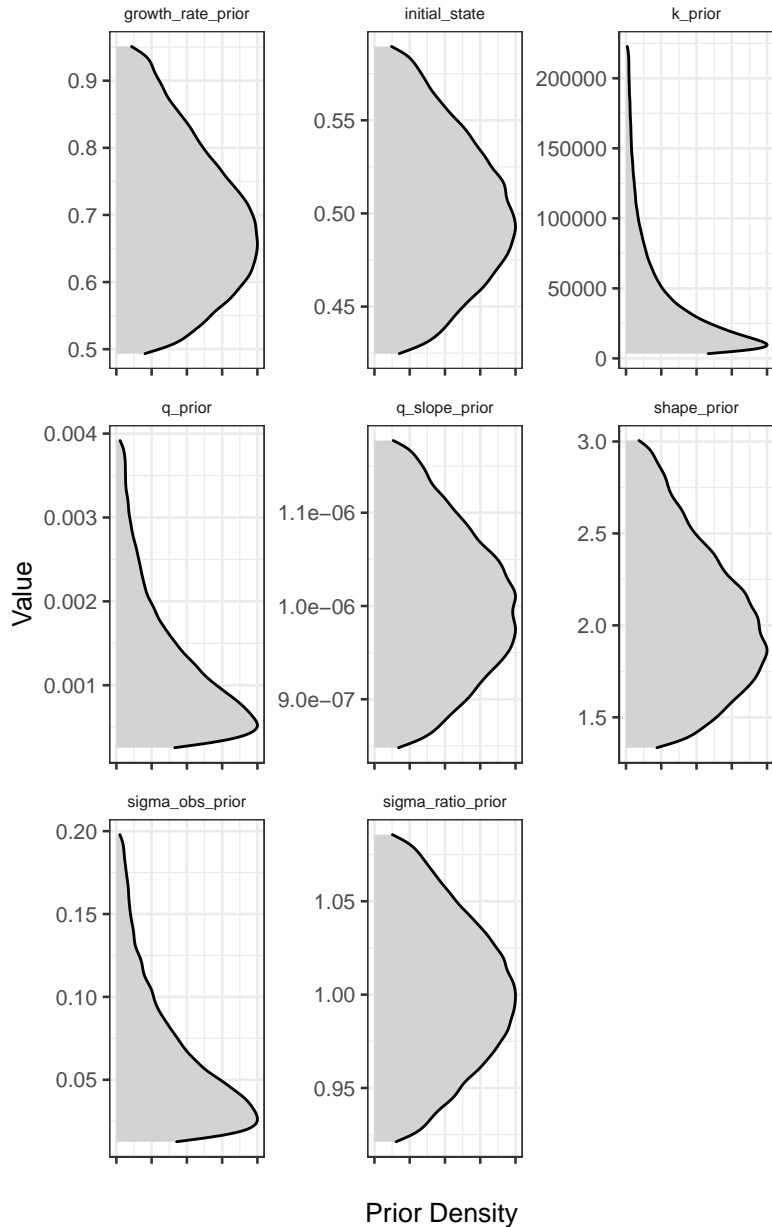 growth_rate_prior
initial_state
k_prior
0.9
0.8
0.7
0.6
0.5
0.55
0.50
0.45
200000
150000
100000
50000
0
q_prior
q_slope_prior
shape_prior
0.004
0.003
0.002
0.001
1.1e−06
1.0e−06
9.0e−07
3.0
2.5
2.0
1.5
sigma_obs_prior
sigma_ratio_prior
0.20
0.15
0.10
0.05
1.05
1.00
0.95
Value
Prior Density